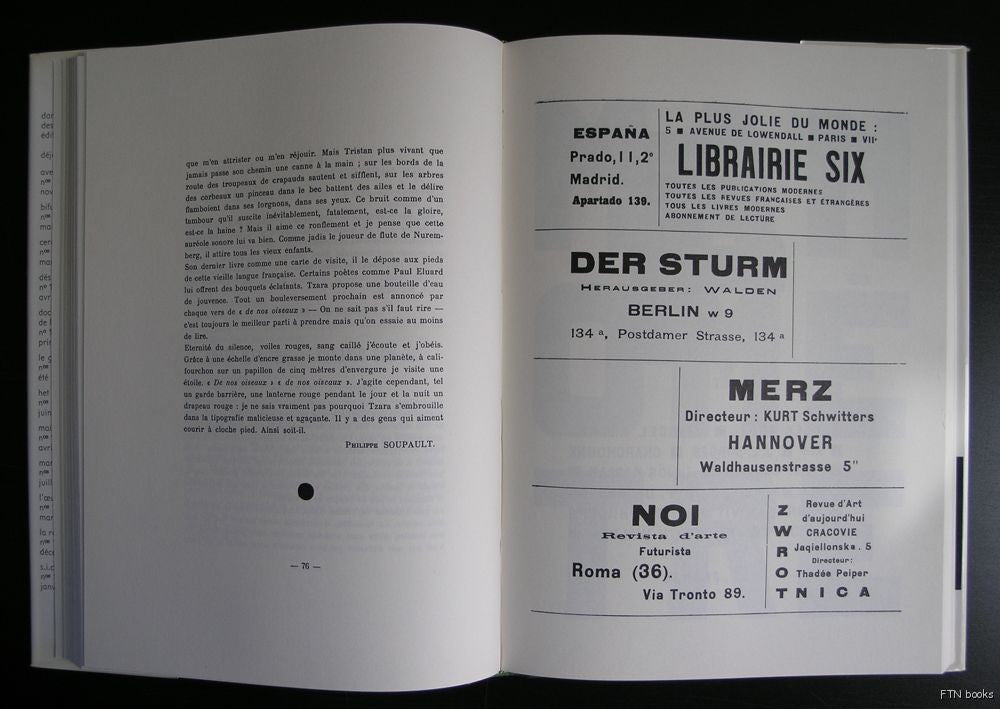 que m'en attrister ou m'en réjouir. Mais Tristan plus vivant que
jamais passe son chemin une canne à la main ; sur les bords de la
route des troupeaux de crapauds sautent et sifflent, sur les arbres
des corbeaux un pinceau dans le bec battent des ailes et le délire
flamboient dans ses lorgnons, dans ses yeux. Ce bruit comme d'un
tambour qu'il suscite inévitablement, fatalement, est-ce la gloire,
est-ce la haine ? Mais il aime ce ronflement et je pense que cette
auréole sonore lui va bien. Comme jadis le joueur de flute de Nurem-
berg, il attire tous les vieux enfants.
Son dernier livre comme une carte de visite, il le dépose aux pieds
de cette vieille langue française. Certains poètes comme Paul Eluard
lui offrent des bouquets éclatants. Tzara propose une bouteille d'eau
de jouvence. Tout un bouleversement prochain est annoncé par
chaque vers de « de nos oiseaux » — On ne sait pas s'il faut rire —
c'est toujours le meilleur parti à prendre mais qu'on essaie au moins
de lire.
Eternité du silence, voiles rouges, sang caillé j'écoute et j'obéis.
Grâce à une échelle d'encre grasse je monte dans une planète, à cali-
fourchon sur un papillon de cinq mètres d'envergure je visite une
étoile. « De nos oiseaux » « de nos oiseaux ». J'agite cependant, tel
un garde barrière, une lanterne rouge pendant le jour et la nuit un
drapeau rouge : je ne sais vraiment pas pourquoi Tzara s'embrouille
dans la tipografie malicieuse et agaçante. Il y a des gens qui aiment
courir à cloche pied. Ainsi soit-il.
Philippe SOUPAULT.
— 76 —
ESPAÑA
Prado, 11, 2º
Madrid.
Apartado 139.
LA PLUS JOLIE DU MONDE :
5 ■ AVENUE DE LOWENDALL ■ PARIS ■ VIIe
LIBRAIRIE SIX
TOUTES LES PUBLICATIONS MODERNES
TOUTES LES REVUES FRANÇAISES ET ÉTRANGÈRES
TOUS LES LIVRES MODERNES
ABONNEMENT DE LECTURE
DER STURM
HERAUSGEBER: WALDEN
BERLIN W 9
134 a, Postdamer Strasse, 134 a
MERZ
Directeur : KURT Schwitters
HANNOVER
Waldhausenstrasse 5"
NOI
Revista d'arte
Futurista
Roma (36).
Via Tronto 89.
ZWROTNICA
Revue d'Art
d'aujourd'hui
CRACOVIE
Jaqiellonska. 5
Directeur:
Thadée Peiper
FTN books